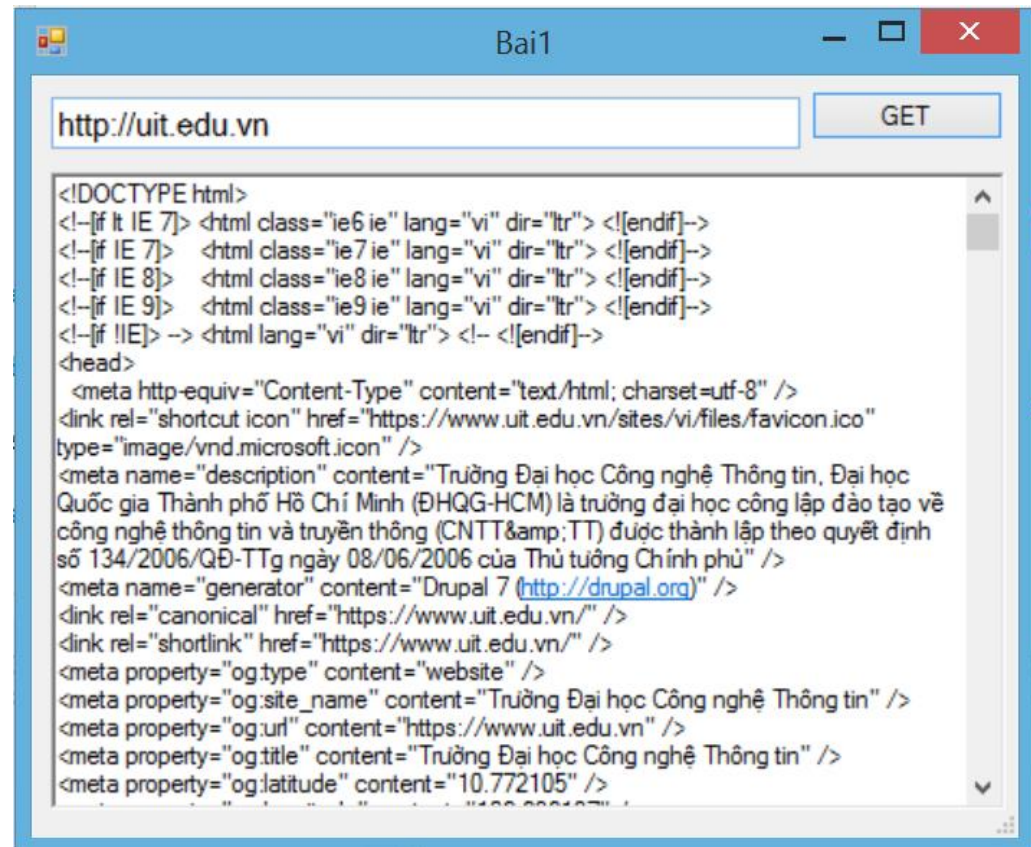 Bai1
http://uit.edu.vn
GET
<!DOCTYPE html>
<!--[if lt IE 7]> <html class="ie6 ie" lang="vi" dir="ltr"> <![endif]-->
<!--[if IE 7]>    <html class="ie7 ie" lang="vi" dir="ltr"> <![endif]-->
<!--[if IE 8]>    <html class="ie8 ie" lang="vi" dir="ltr"> <![endif]-->
<!--[if IE 9]>    <html class="ie9 ie" lang="vi" dir="ltr"> <![endif]-->
<!--[if !IE]> --> <html lang="vi" dir="ltr"> <!-- <![endif]-->
<head>
  <meta http-equiv="Content-Type" content="text/html; charset=utf-8" />
<link rel="shortcut icon" href="https://www.uit.edu.vn/sites/vi/files/favicon.ico"
type="image/vnd.microsoft.icon" />
<meta name="description" content="Trường Đại học Công nghệ Thông tin, Đại học
Quốc gia Thành phố Hồ Chí Minh (ĐHQG-HCM) là trường đại học công lập đào tạo về
công nghệ thông tin và truyền thông (CNTT&amp;TT) được thành lập theo quyết định
số 134/2006/QĐ-TTg ngày 08/06/2006 của Thủ tướng Chính phủ" />
<meta name="generator" content="Drupal 7 (http://drupal.org)" />
<link rel="canonical" href="https://www.uit.edu.vn/" />
<link rel="shortlink" href="https://www.uit.edu.vn/" />
<meta property="og:type" content="website" />
<meta property="og:site_name" content="Trường Đại học Công nghệ Thông tin" />
<meta property="og:url" content="https://www.uit.edu.vn" />
<meta property="og:title" content="Trường Đại học Công nghệ Thông tin" />
<meta property="og:latitude" content="10.772105" />